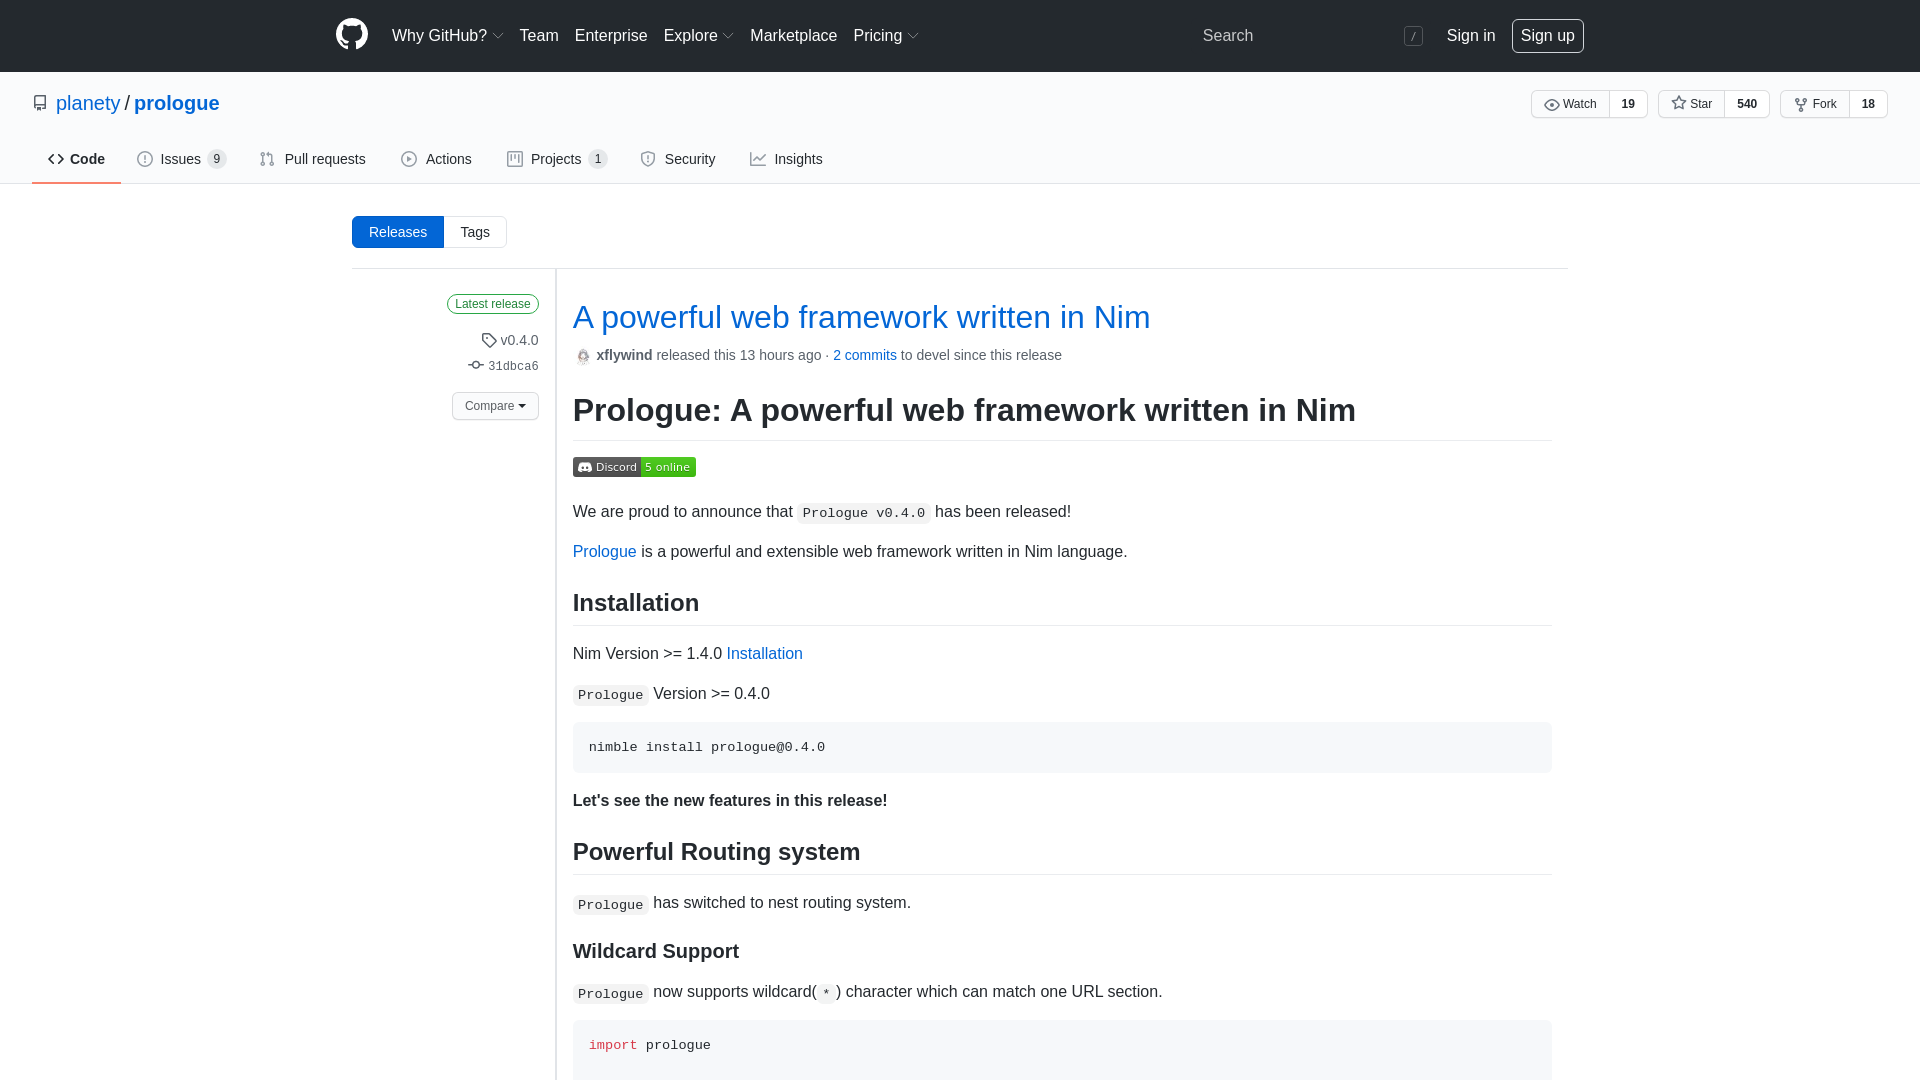 Why GitHub? Team Enterprise Explore Marketplace Pricing Search / Sign in Sign up
planety / prologue Watch 19 Star 540 Fork 18
Code Issues 9 Pull requests Actions Projects 1 Security Insights
Releases Tags
Latest release
v0.4.0
31dbca6
Compare
A powerful web framework written in Nim
xflywind released this 13 hours ago · 2 commits to devel since this release
Prologue: A powerful web framework written in Nim
Discord 5 online
We are proud to announce that Prologue v0.4.0 has been released!
Prologue is a powerful and extensible web framework written in Nim language.
Installation
Nim Version >= 1.4.0 Installation
Prologue Version >= 0.4.0
nimble install prologue@0.4.0
Let's see the new features in this release!
Powerful Routing system
Prologue has switched to nest routing system.
Wildcard Support
Prologue now supports wildcard( * ) character which can match one URL section.
import prologue